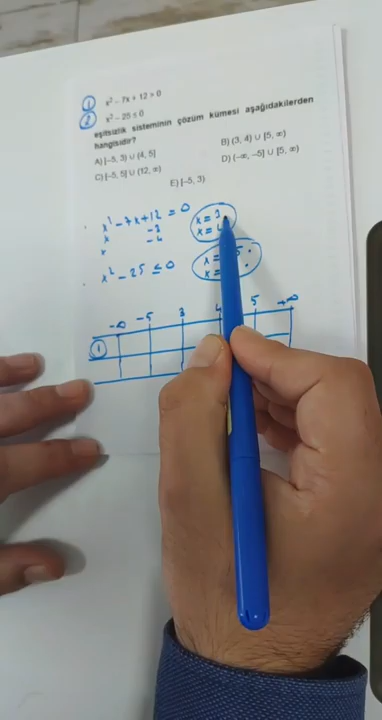 ① x² - 7x + 12 > 0
② x² - 25 ≤ 0
eşitsizlik sisteminin çözüm kümesi aşağıdakilerden
hangisidir?
A) [-5, 3) ∪ (4, 5]
B) (3, 4) ∪ [5, ∞)
C) [-5, 5] ∪ (12, ∞)
D) (-∞, -5] ∪ [5, ∞)
E) [-5, 3)
x² - 7x + 12 = 0
x -3
x -4
x = 3
x =
x² - 25 ≤ 0
x = 5
x =
-∞ -5 3 4 5 +∞
①